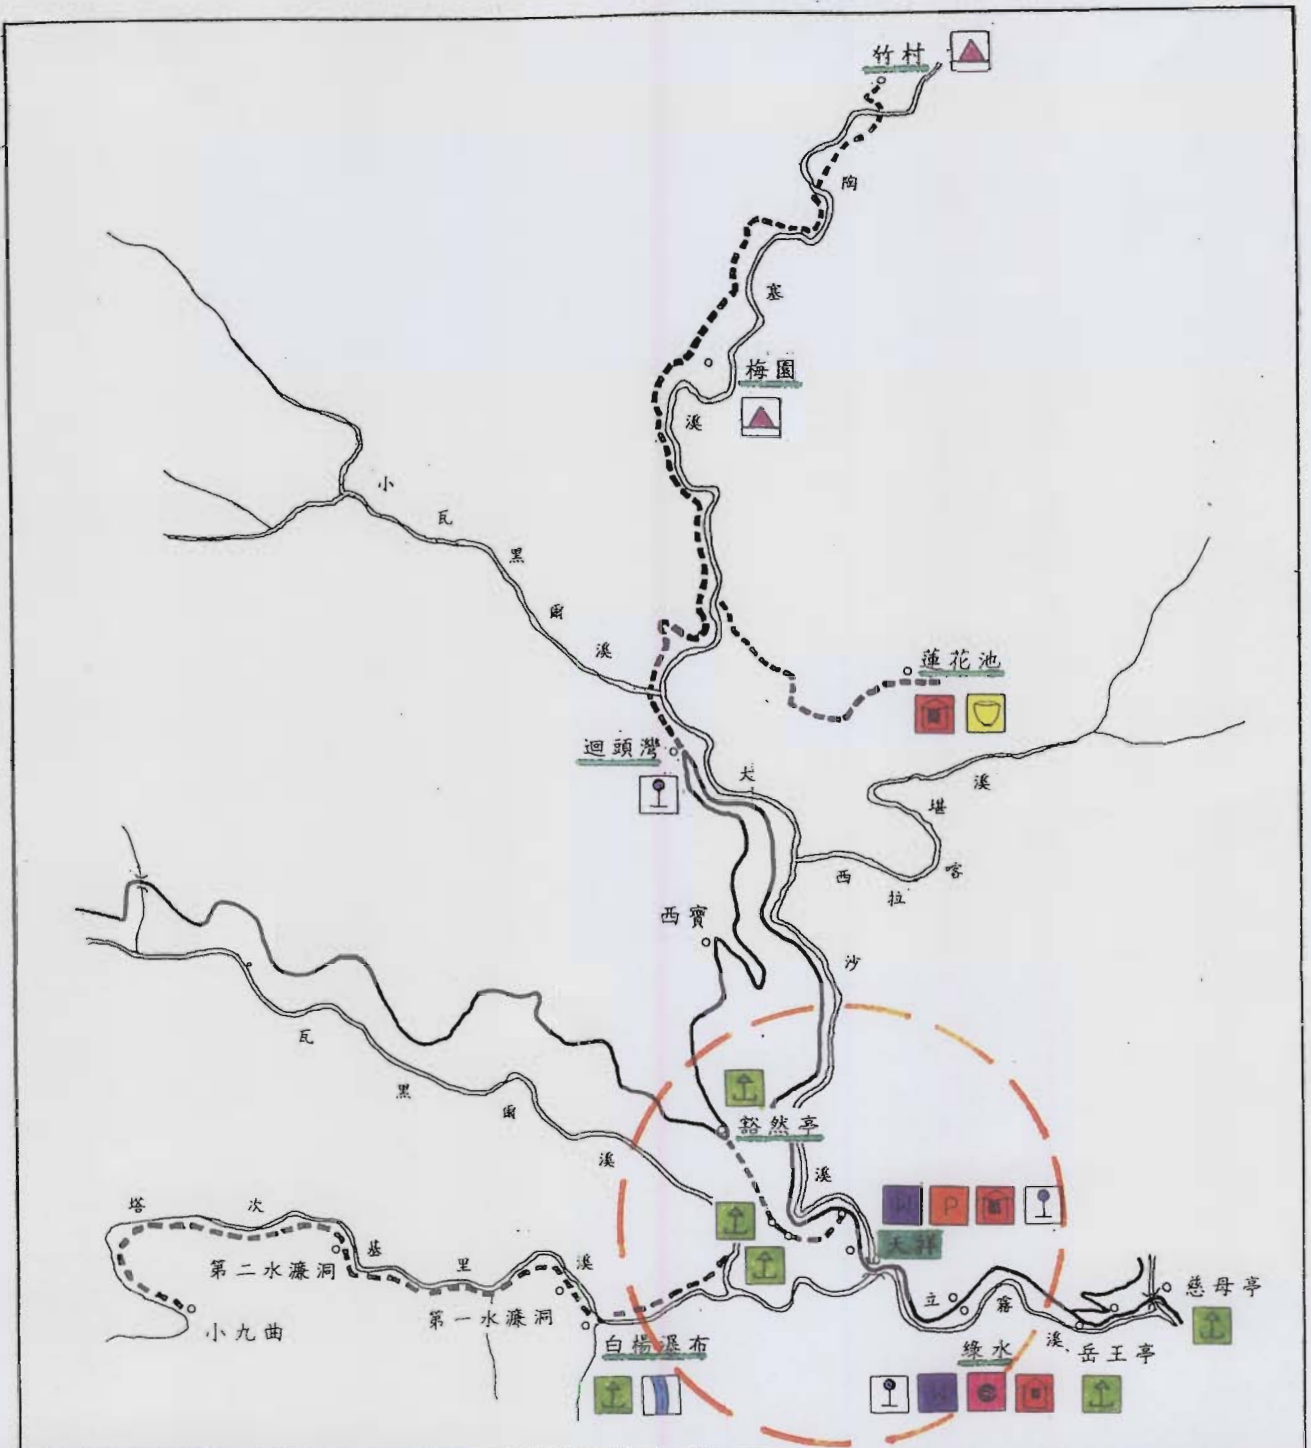 竹村
陶塞溪
梅園
小瓦黑爾溪
蓮花池
迴頭灣
大沙溪
西拉喀堪溪
西寶
瓦黑爾溪
豁然亭
P
天祥
塔次基里溪
第二水濂洞
第一水濂洞
小九曲
白楊瀑布
立霧溪
慈母亭
綠水
岳王亭